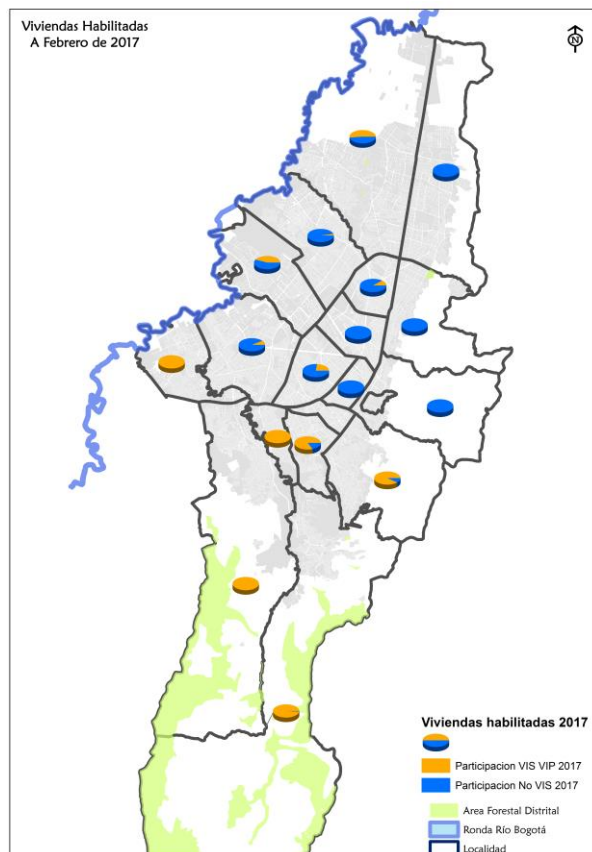 Viviendas Habilitadas
A Febrero de 2017
N
Viviendas habilitadas 2017
Participacion VIS VIP 2017
Participacion No VIS 2017
Area Forestal Distrital
Ronda Río Bogotá
Localidad